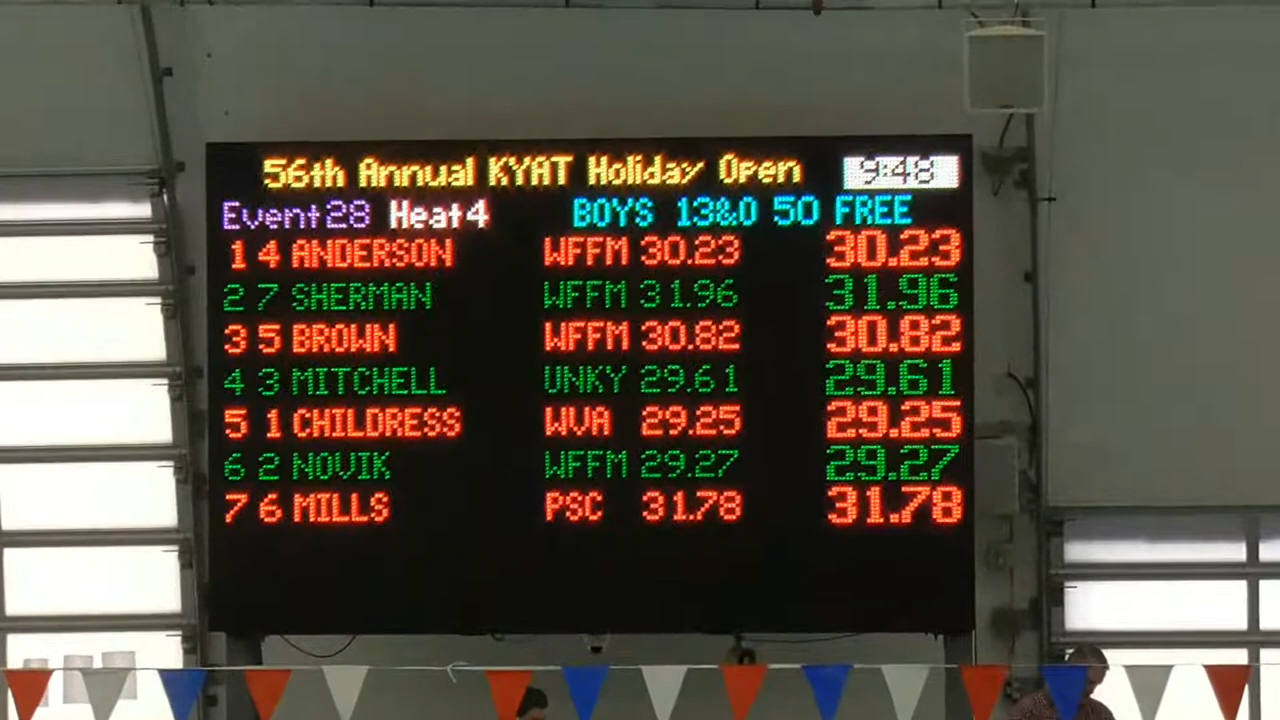 56th Annual KYAT Holiday Open 9:48
Event28 Heat4 BOYS 13&O 50 FREE
1 4 ANDERSON WFFM 30.23 30.23
2 7 SHERMAN WFFM 31.96 31.96
3 5 BROWN WFFM 30.82 30.82
4 3 MITCHELL UNKY 29.61 29.61
5 1 CHILDRESS WVA 29.25 29.25
6 2 NOVIK WFFM 29.27 29.27
7 6 MILLS PSC 31.78 31.78